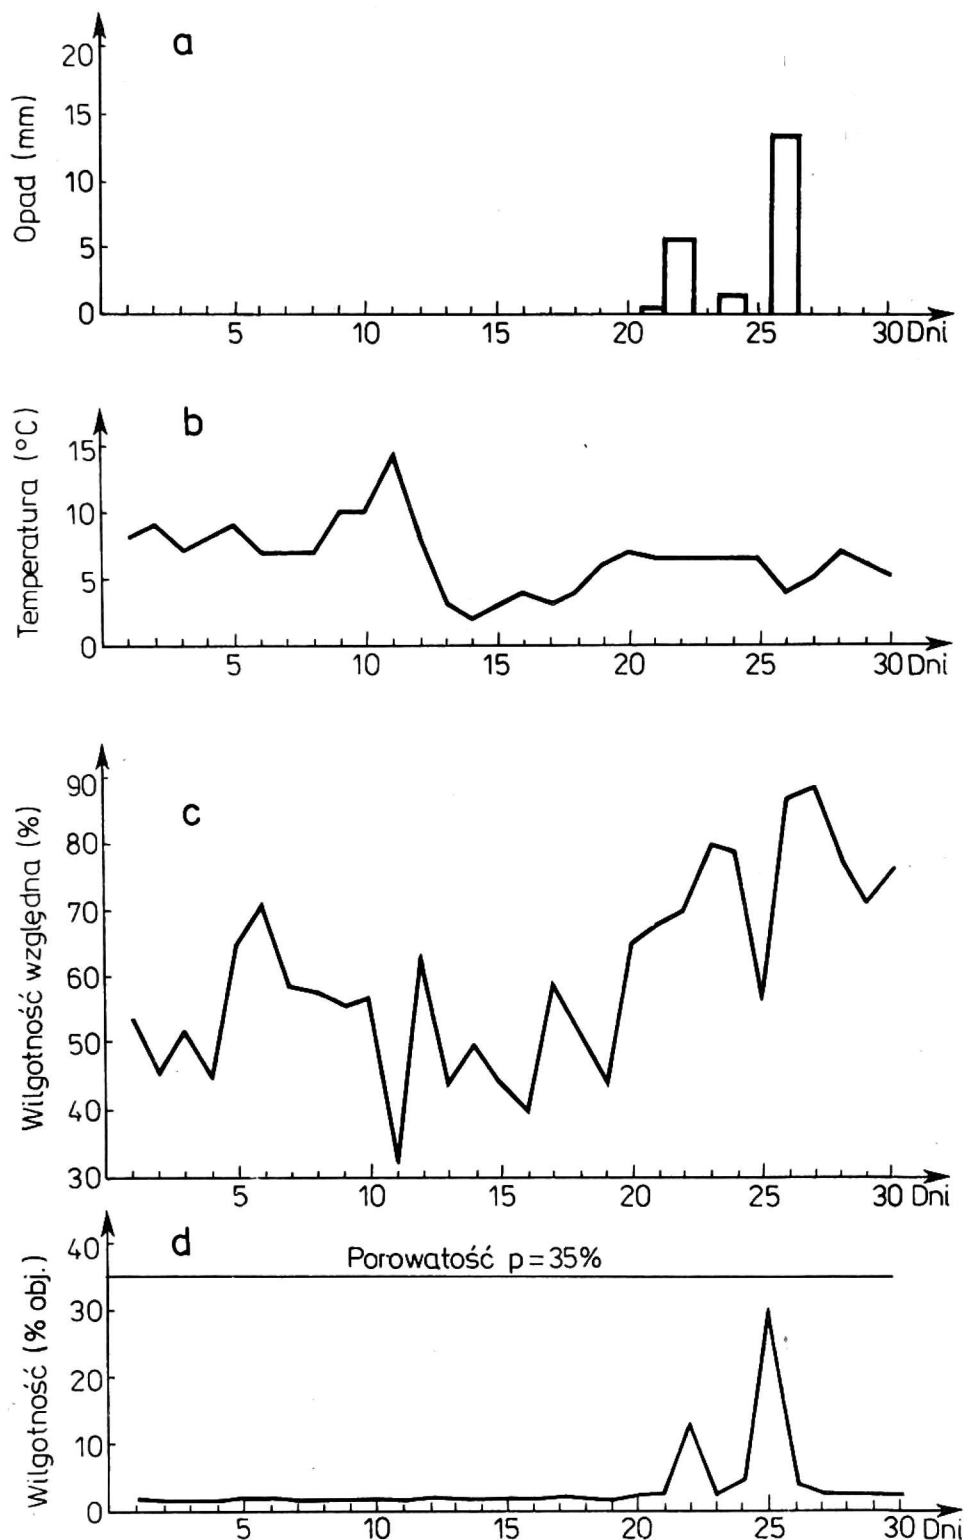 a
Opad (mm)
20
15
10
5
0
5 10 15 20 25 30 Dni
b
Temperatura (°C)
15
10
5
0
5 10 15 20 25 30 Dni
c
Wilgotność względna (%)
90
80
70
60
50
40
30
5 10 15 20 25 30 Dni
d
Wilgotność (% obj.)
Porowatość p=35%
40
30
20
10
0
5 10 15 20 25 30 Dni